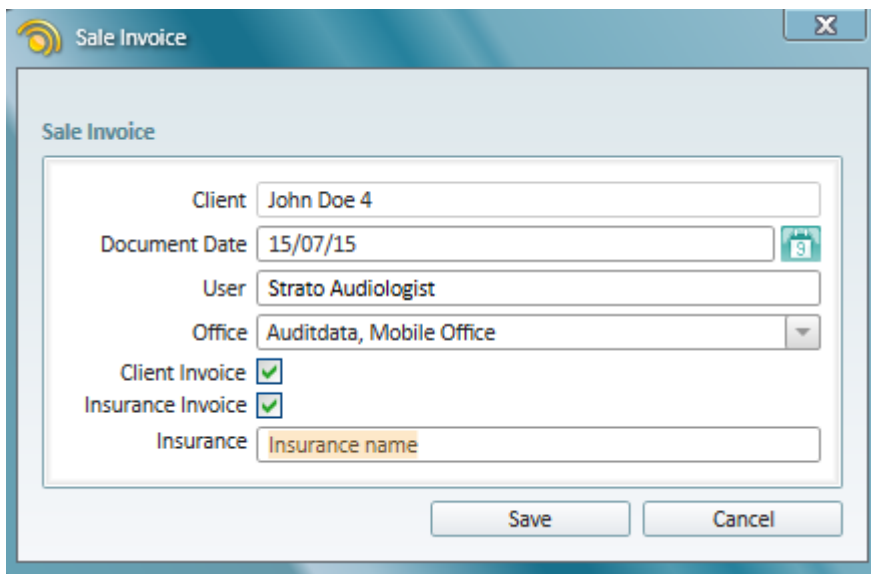 Sale Invoice
Sale Invoice
Client John Doe 4
Document Date 15/07/15 9
User Strato Audiologist
Office Auditdata, Mobile Office
Client Invoice
Insurance Invoice
Insurance Insurance name
Save Cancel